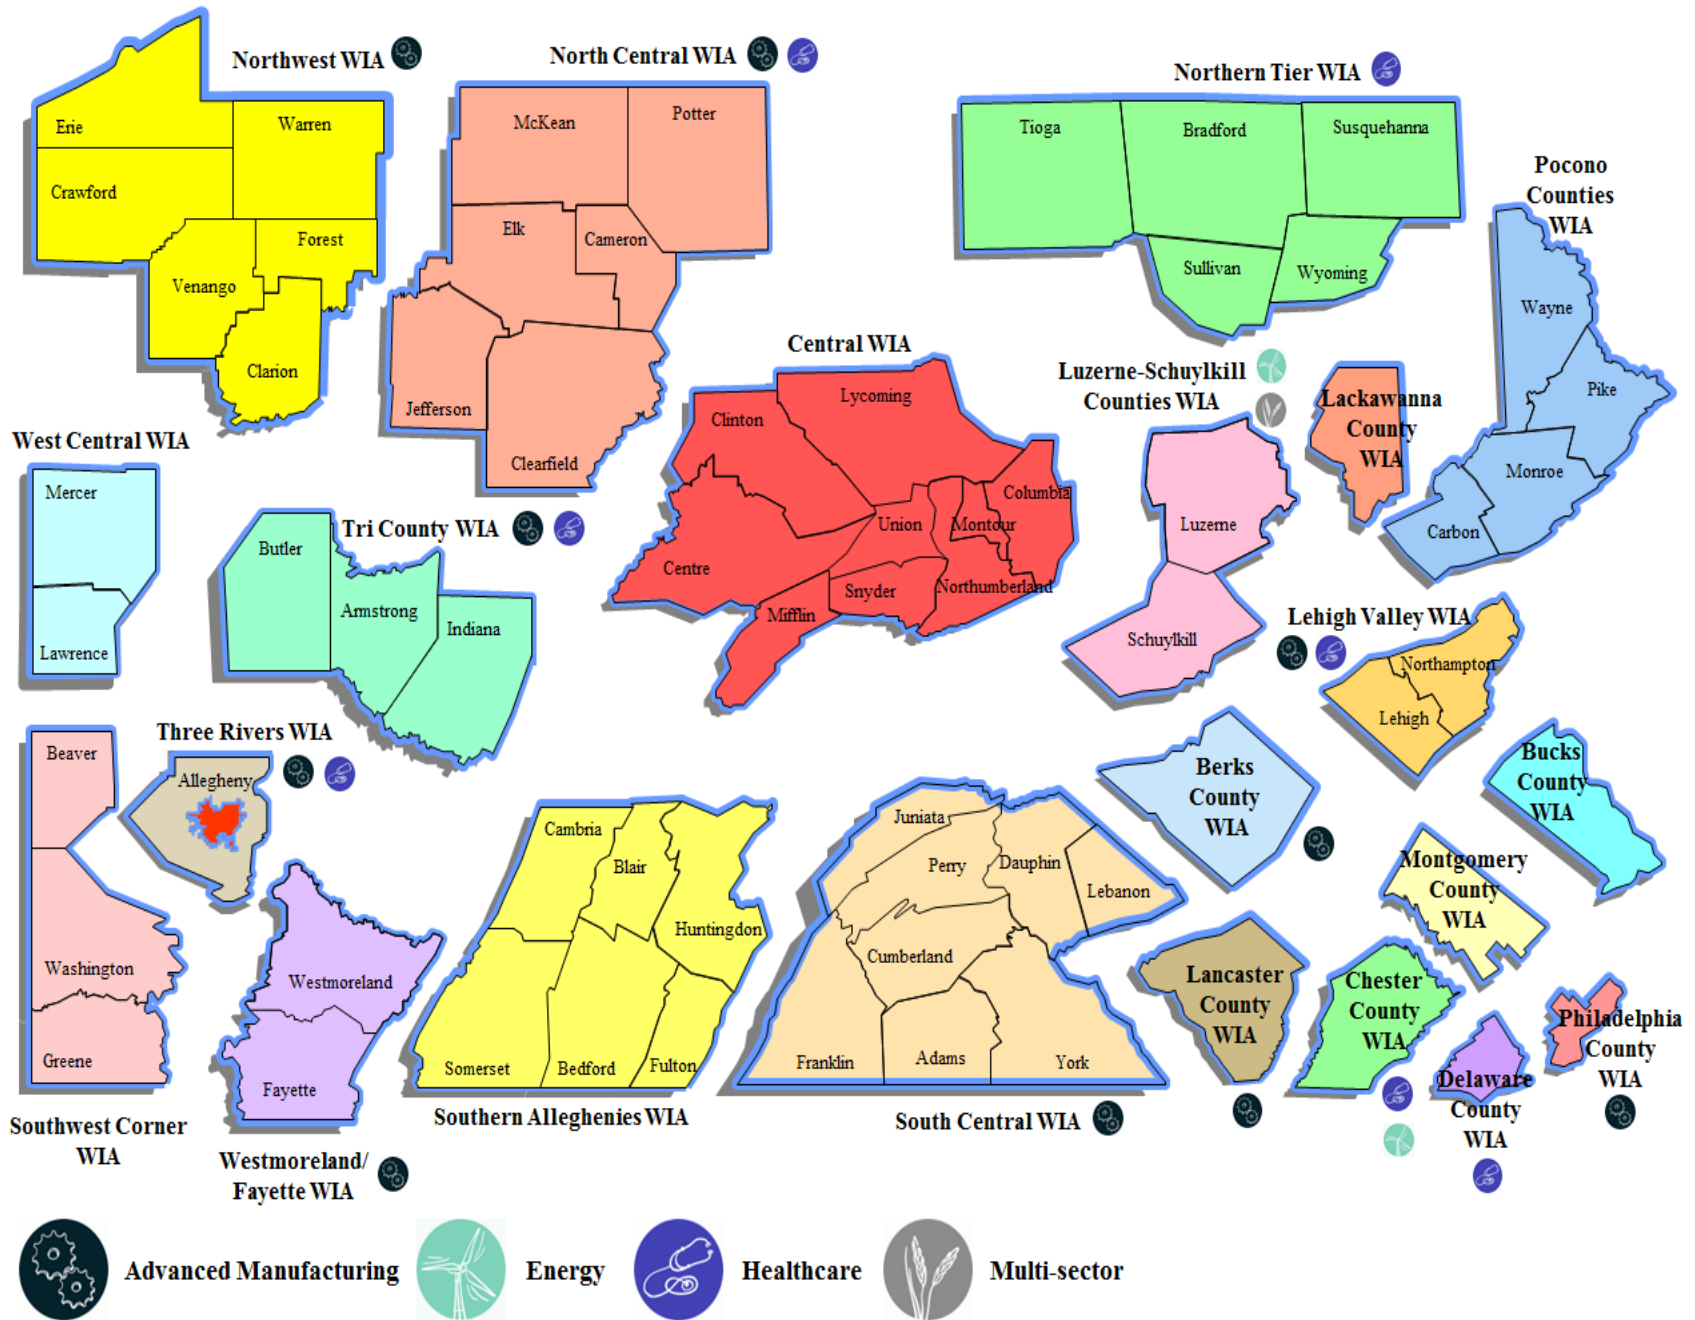 Northwest WIA
Erie
Warren
Crawford
Forest
Venango
Clarion
North Central WIA
McKean
Potter
Elk
Cameron
Jefferson
Clearfield
Northern Tier WIA
Tioga
Bradford
Susquehanna
Sullivan
Wyoming
Pocono
Counties
WIA
Wayne
Pike
Monroe
Carbon
West Central WIA
Mercer
Lawrence
Tri County WIA
Butler
Armstrong
Indiana
Central WIA
Lycoming
Clinton
Columbia
Union
Montour
Centre
Snyder
Northumberland
Mifflin
Luzerne-Schuylkill
Counties WIA
Luzerne
Schuylkill
Lackawanna
County
WIA
Lehigh Valley WIA
Northampton
Lehigh
Three Rivers WIA
Allegheny
Beaver
Washington
Greene
Southwest Corner
WIA
Westmoreland
Fayette
Westmoreland/
Fayette WIA
Cambria
Blair
Huntingdon
Somerset
Bedford
Fulton
Southern Alleghenies WIA
Juniata
Perry
Dauphin
Lebanon
Cumberland
Franklin
Adams
York
South Central WIA
Berks
County
WIA
Bucks
County
WIA
Montgomery
County
WIA
Lancaster
County
WIA
Chester
County
WIA
Delaware
County
WIA
Philadelphia
County
WIA
Advanced Manufacturing
Energy
Healthcare
Multi-sector